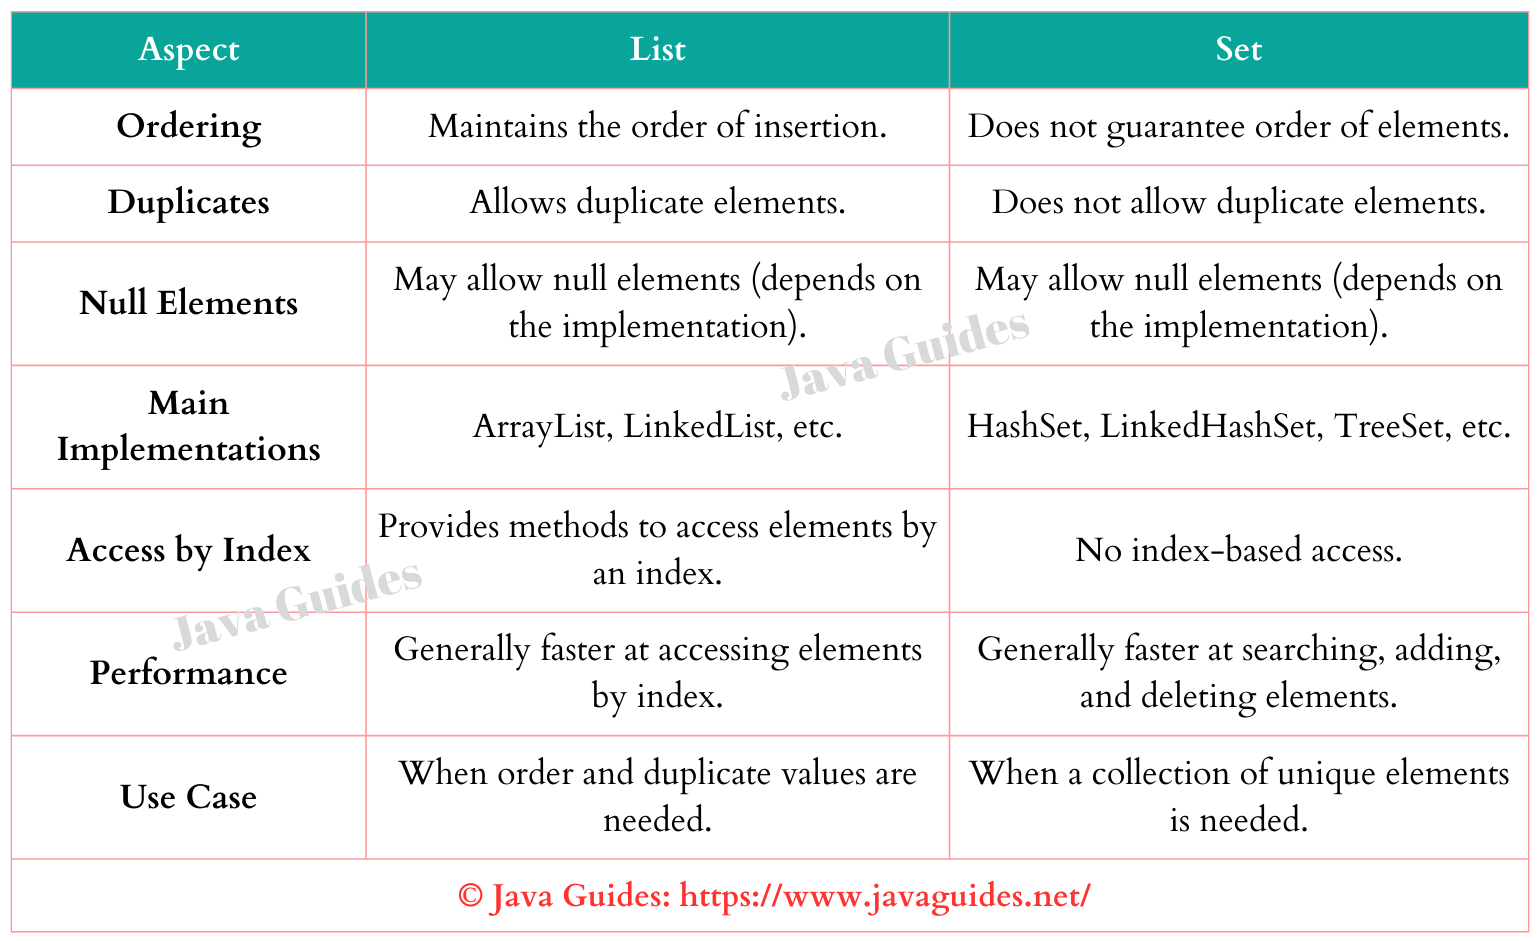 Aspect List Set
Ordering Maintains the order of insertion. Does not guarantee order of elements.
Duplicates Allows duplicate elements. Does not allow duplicate elements.
Null Elements
May allow null elements (depends on
the implementation).
May allow null elements (depends on
the implementation).
Java Guides
Main
Implementations
ArrayList, LinkedList, etc.
HashSet, LinkedHashSet, TreeSet, etc.
Access by Index
Provides methods to access elements by
an index.
No index-based access.
Java Guides
Performance
Generally faster at accessing elements
by index.
Generally faster at searching, adding,
and deleting elements.
Use Case
When order and duplicate values are
needed.
When a collection of unique elements
is needed.
© Java Guides: https://www.javaguides.net/